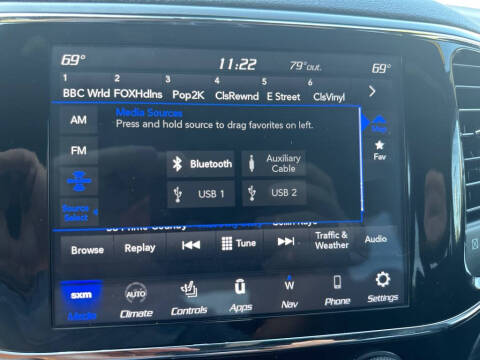 69° 11:22 79° out. 69°
1 2 3 4 5 6
BBC Wrld FOXHdlns Pop2K ClsRewnd E Street ClsVinyl
Media Sources
Press and hold source to drag favorites on left.
AM
FM
Source
Select
Bluetooth
Auxiliary
Cable
USB 1
USB 2
Map
Fav
Browse Replay Tune Traffic &
Weather Audio
sxm AUTO W
Media Climate Controls Apps Nav Phone Settings